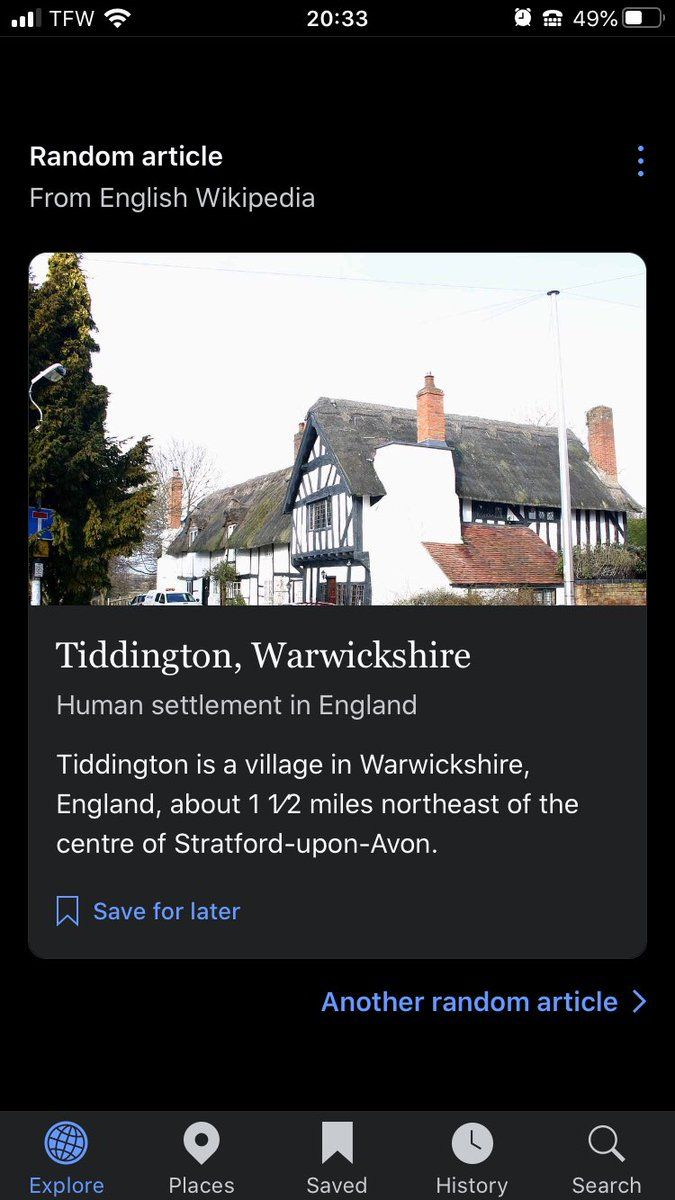 TFW 20:33 49%
Random article
From English Wikipedia
Tiddington, Warwickshire
Human settlement in England
Tiddington is a village in Warwickshire,
England, about 1 1⁄2 miles northeast of the
centre of Stratford-upon-Avon.
Save for later
Another random article
Explore Places Saved History Search